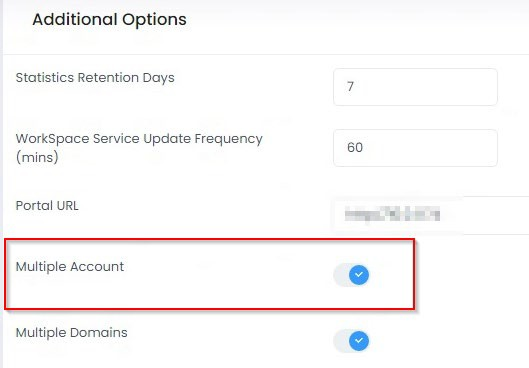 Additional Options
Statistics Retention Days
7
WorkSpace Service Update Frequency
(mins)
60
Portal URL
Multiple Account
Multiple Domains